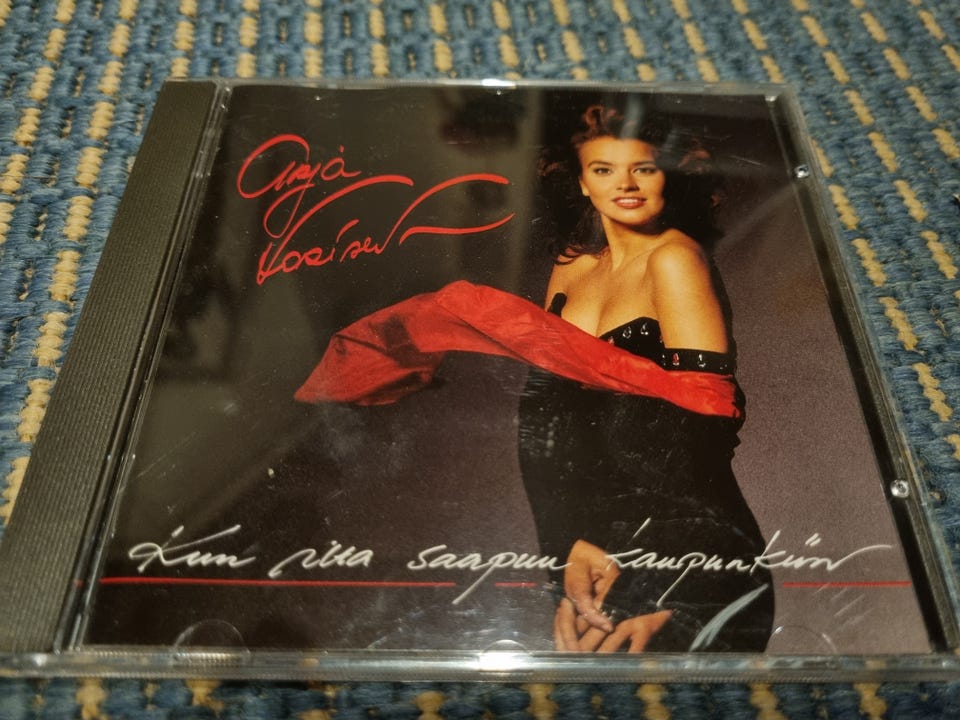 Arja
Koriseva
Kun ilta saapuu kaupunkiin